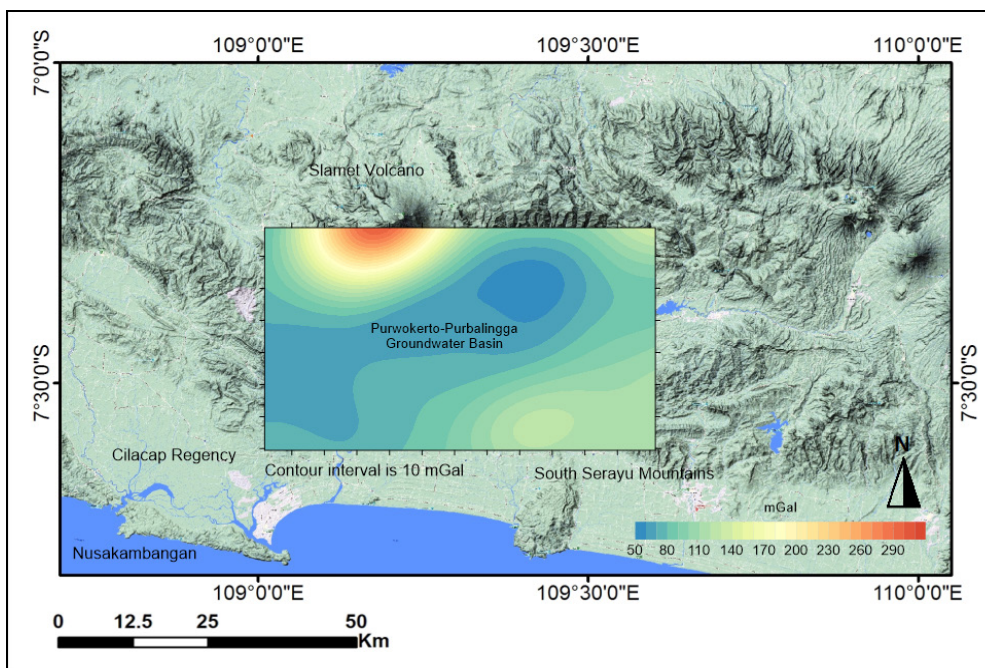 109°0'0"E 109°30'0"E 110°0'0"E
7°0'0"S
Slamet Volcano
Purwokerto-Purbalingga
Groundwater Basin
7°30'0"S 7°30'0"S
Cilacap Regency
Contour interval is 10 mGal
South Serayu Mountains
N
mGal
50 80 110 140 170 200 230 260 290
Nusakambangan
109°0'0"E 109°30'0"E 110°0'0"E
0 12.5 25 50
Km